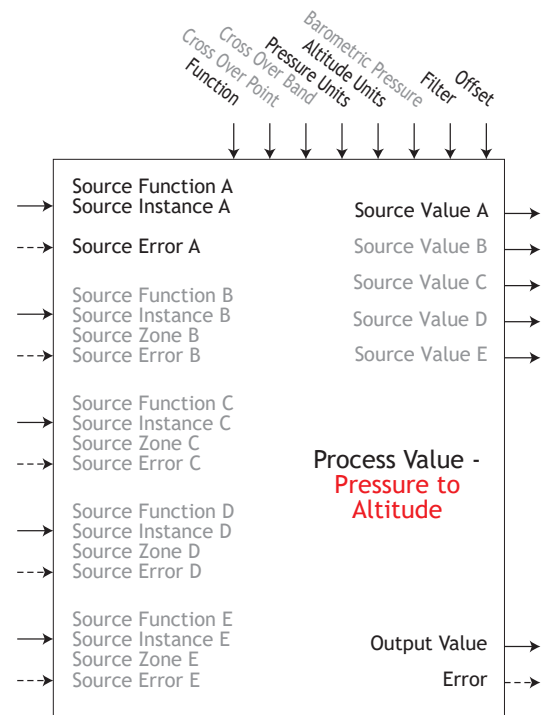 Function
Cross Over Point
Cross Over Band
Pressure Units
Altitude Units
Barometric Pressure
Filter
Offset
Source Function A
Source Instance A
Source Error A
Source Function B
Source Instance B
Source Zone B
Source Error B
Source Function C
Source Instance C
Source Zone C
Source Error C
Source Function D
Source Instance D
Source Zone D
Source Error D
Source Function E
Source Instance E
Source Zone E
Source Error E
Source Value A
Source Value B
Source Value C
Source Value D
Source Value E
Process Value -
Pressure to
Altitude
Output Value
Error